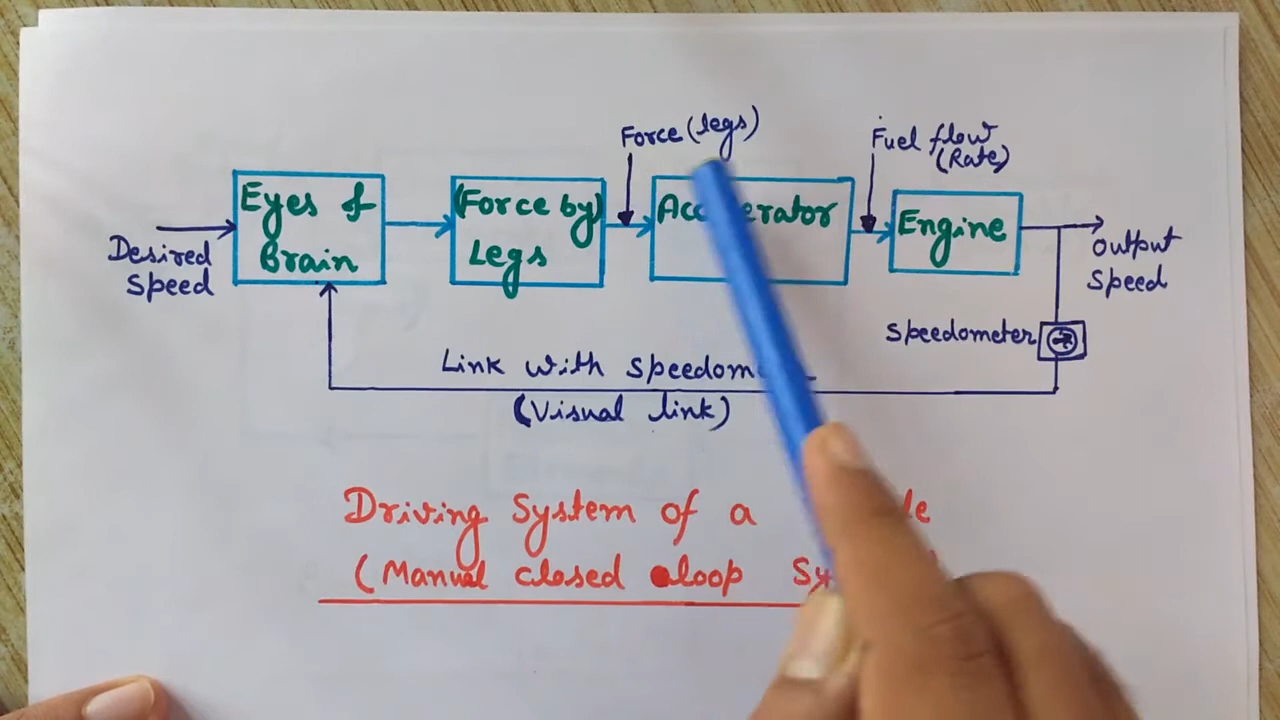 Force (legs)
Fuel flow
(Rate)
Desired
Speed
Eyes &
Brain
(Force by)
Legs
Engine
Output
Speed
Speedometer
Link with
(Visual link)
Driving System of a
(Manual closed loop